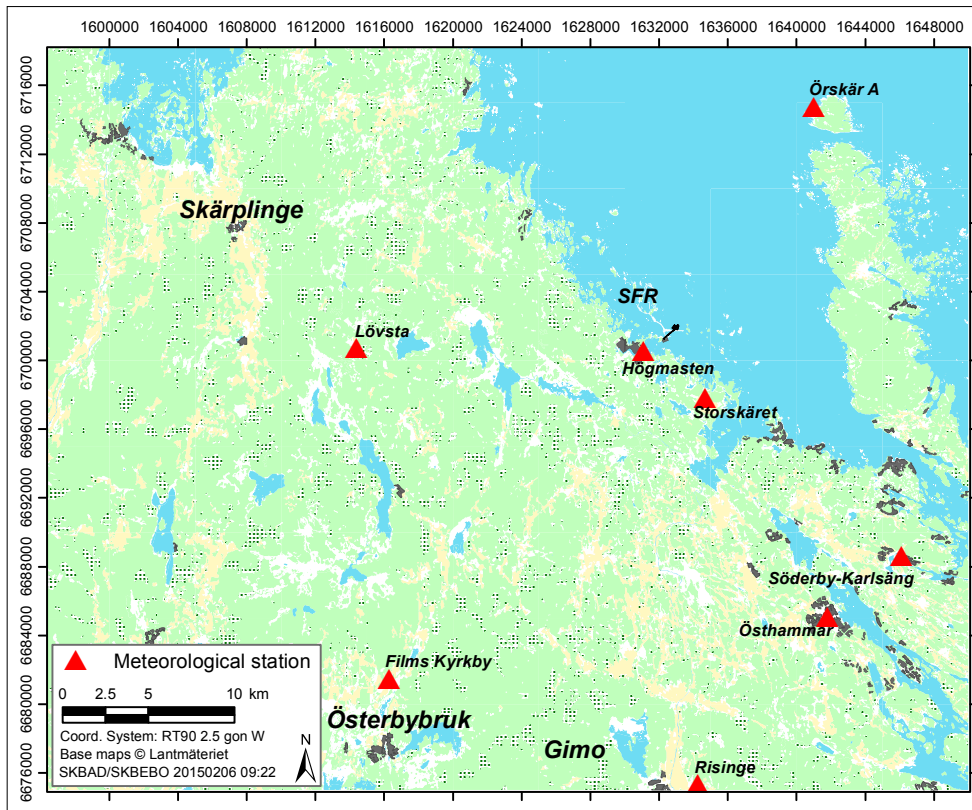 1600000 1604000 1608000 1612000 1616000 1620000 1624000 1628000 1632000 1636000 1640000 1644000 1648000
6716000
6712000
6708000
6704000
6700000
6696000
6692000
6688000
6684000
6680000
6676000
Örskär A
Skärplinge
SFR
Lövsta
Högmasten
Storskäret
Söderby-Karlsäng
Östhammar
Films Kyrkby
Österbybruk
Gimo
Risinge
Meteorological station
0 2.5 5 10 km
Coord. System: RT90 2.5 gon W
Base maps © Lantmäteriet
SKBAD/SKBEBO 20150206 09:22
N